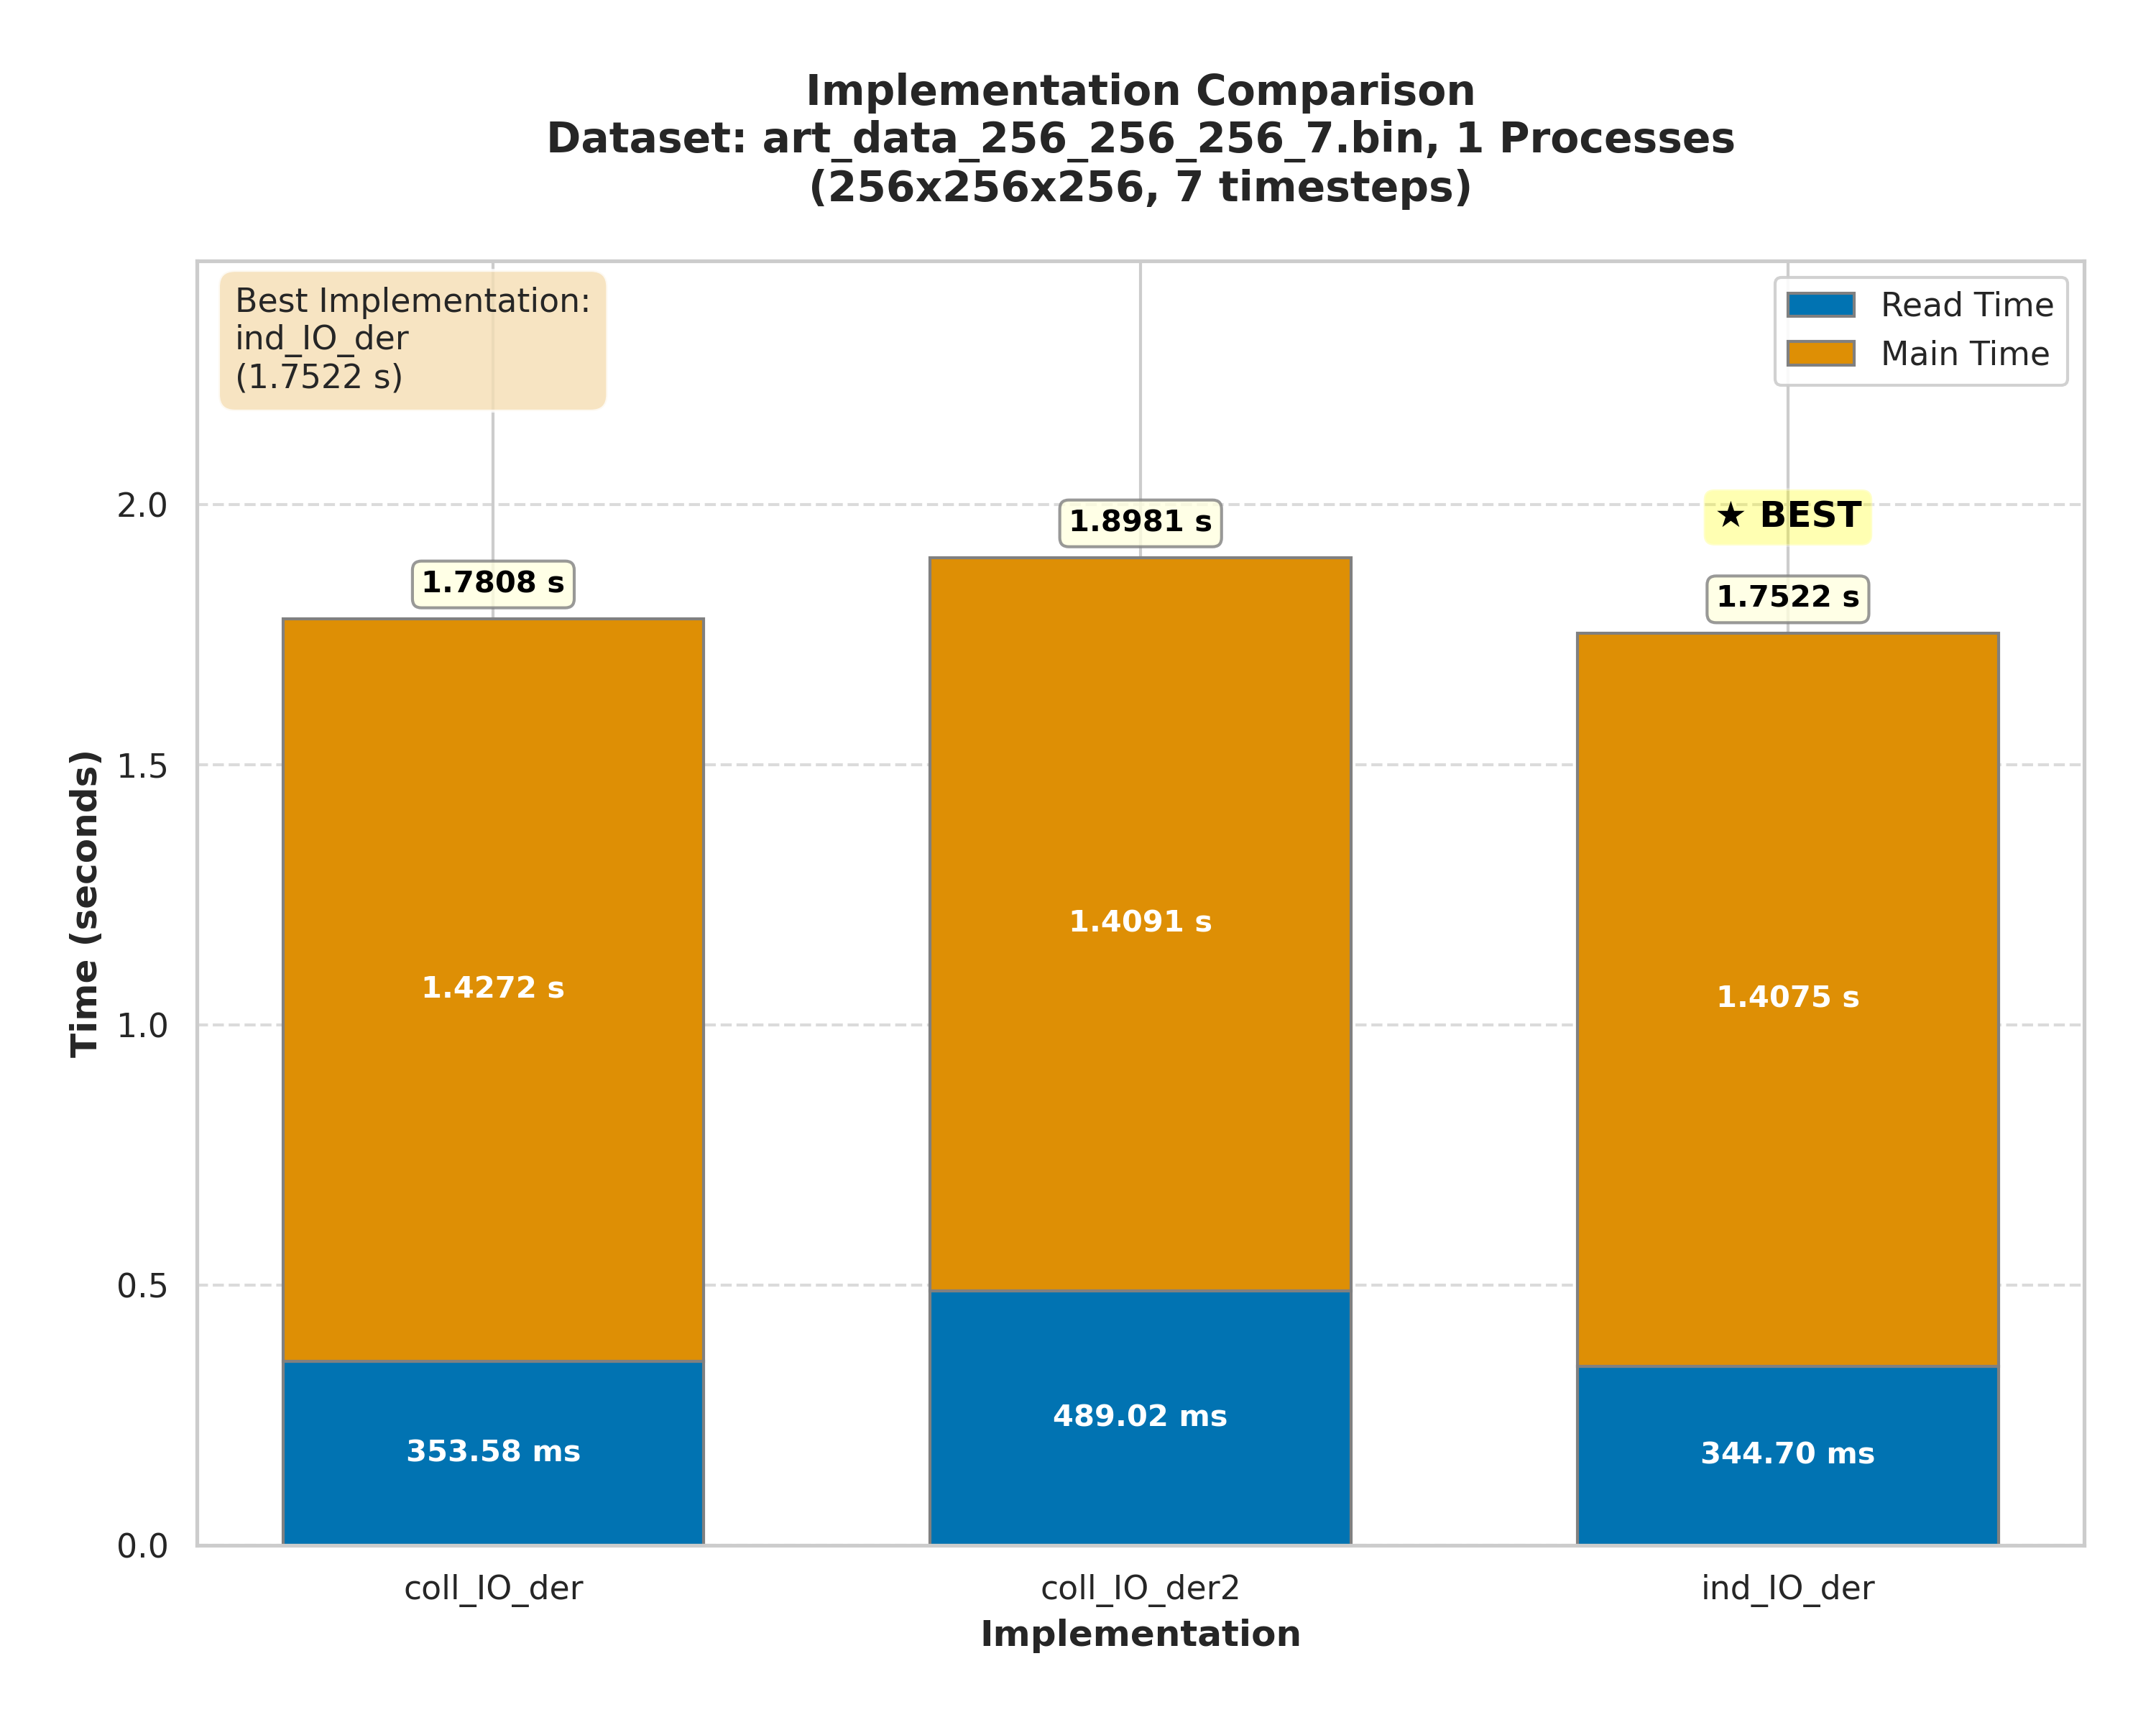 Implementation Comparison
Dataset: art_data_256_256_256_7.bin, 1 Processes
(256x256x256, 7 timesteps)
Best Implementation:
ind_IO_der
(1.7522 s)
Read Time
Main Time
2.0
1.5
1.0
0.5
0.0
Time (seconds)
1.7808 s
1.4272 s
353.58 ms
1.8981 s
1.4091 s
489.02 ms
★ BEST
1.7522 s
1.4075 s
344.70 ms
coll_IO_der
coll_IO_der2
ind_IO_der
Implementation